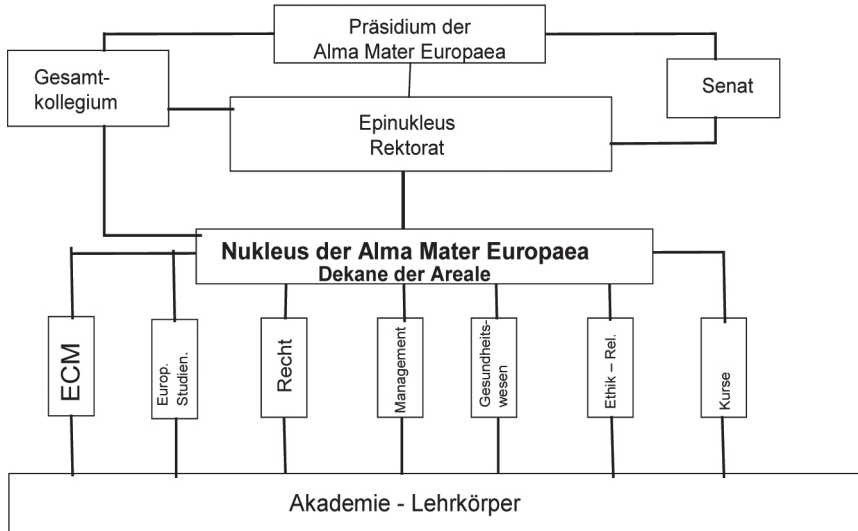 Präsidium der
Alma Mater Europaea
Gesamt-
kollegium
Senat
Epinukleus
Rektorat
Nukleus der Alma Mater Europaea
Dekane der Areale
ECM
Europ.
Studien.
Recht
Management
Gesundheits-
wesen
Ethik – Rel.
Kurse
Akademie - Lehrkörper